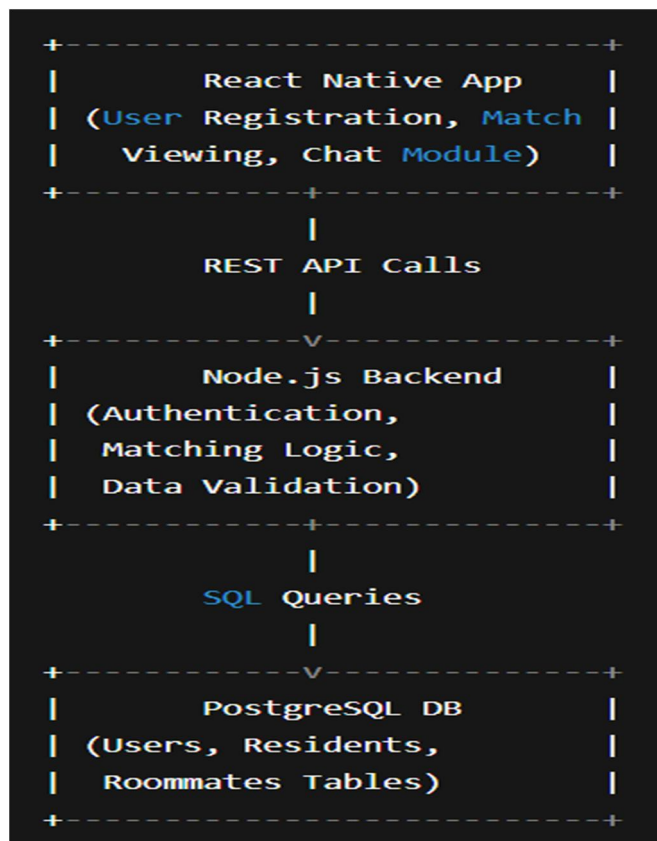 React Native App
(User Registration, Match
Viewing, Chat Module)
REST API Calls
v
Node.js Backend
(Authentication,
Matching Logic,
Data Validation)
SQL Queries
v
PostgreSQL DB
(Users, Residents,
Roommates Tables)